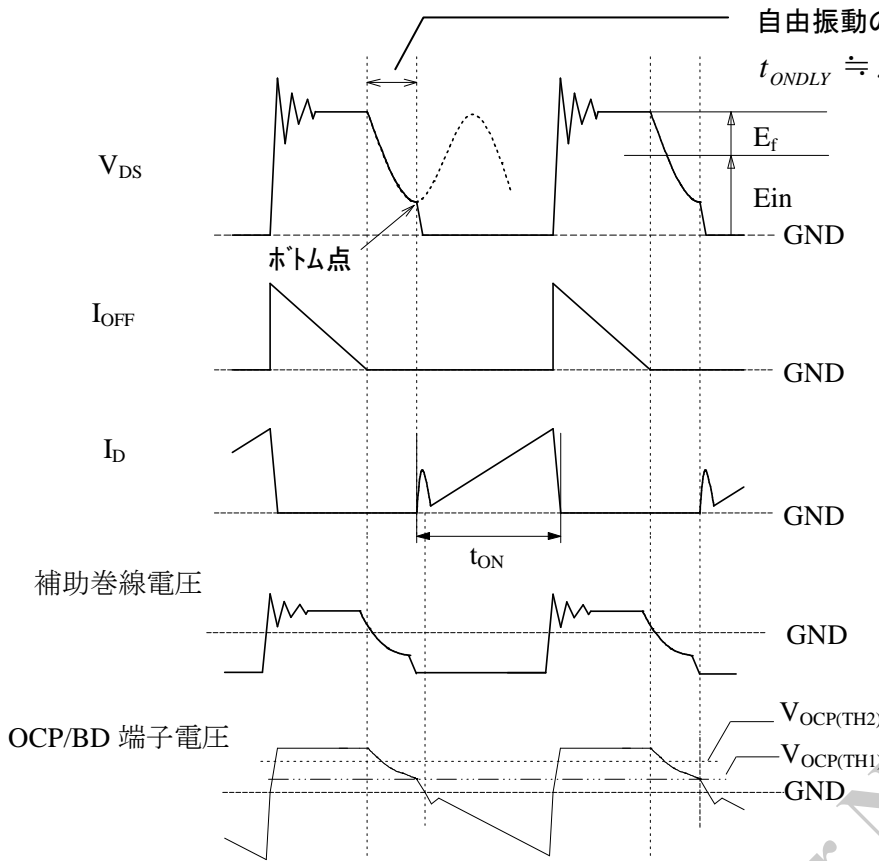 自由振動の
t_ONDLY ≒
V_DS
E_f
Ein
GND
ボトム点
I_OFF
GND
I_D
GND
t_ON
補助巻線電圧
GND
OCP/BD 端子電圧
V_OCP(TH2)
V_OCP(TH1)
GND